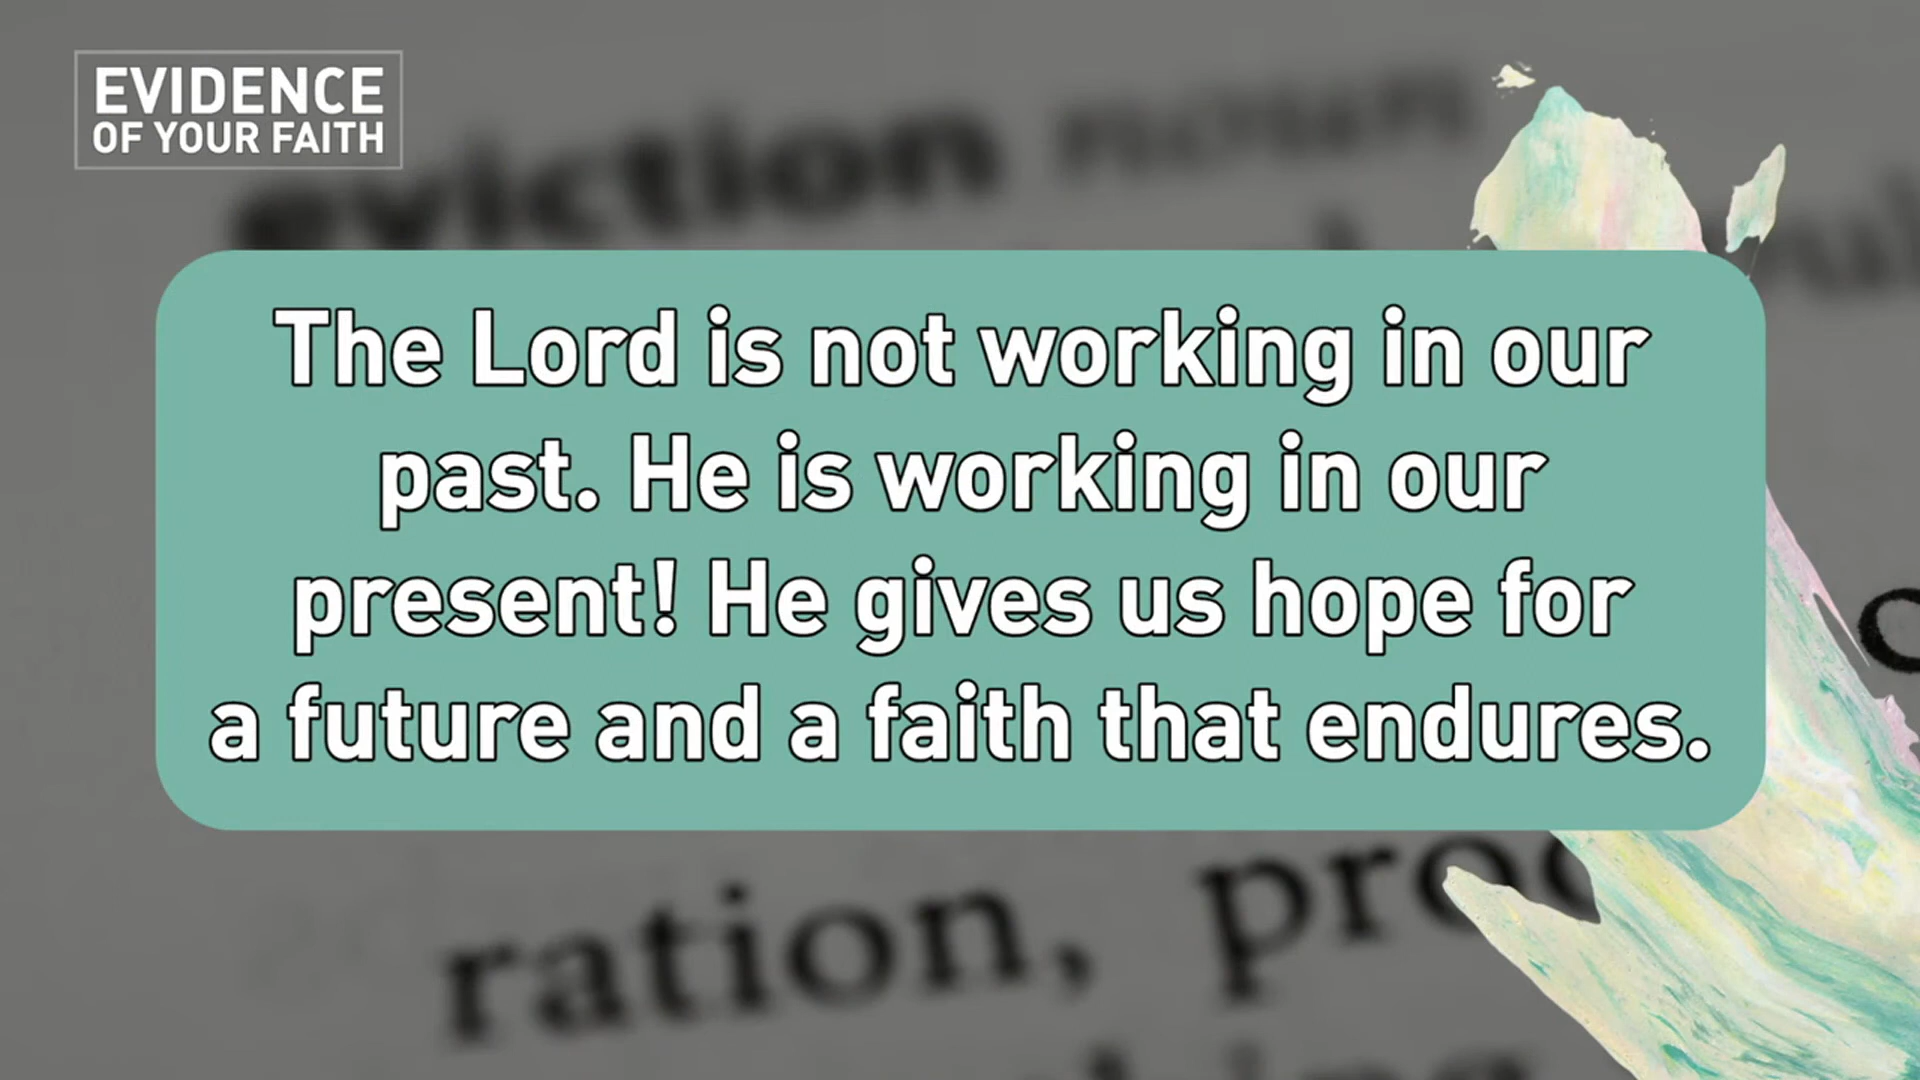 EVIDENCE
OF YOUR FAITH
eviction
The Lord is not working in our
past. He is working in our
present! He gives us hope for
a future and a faith that endures.
ration,